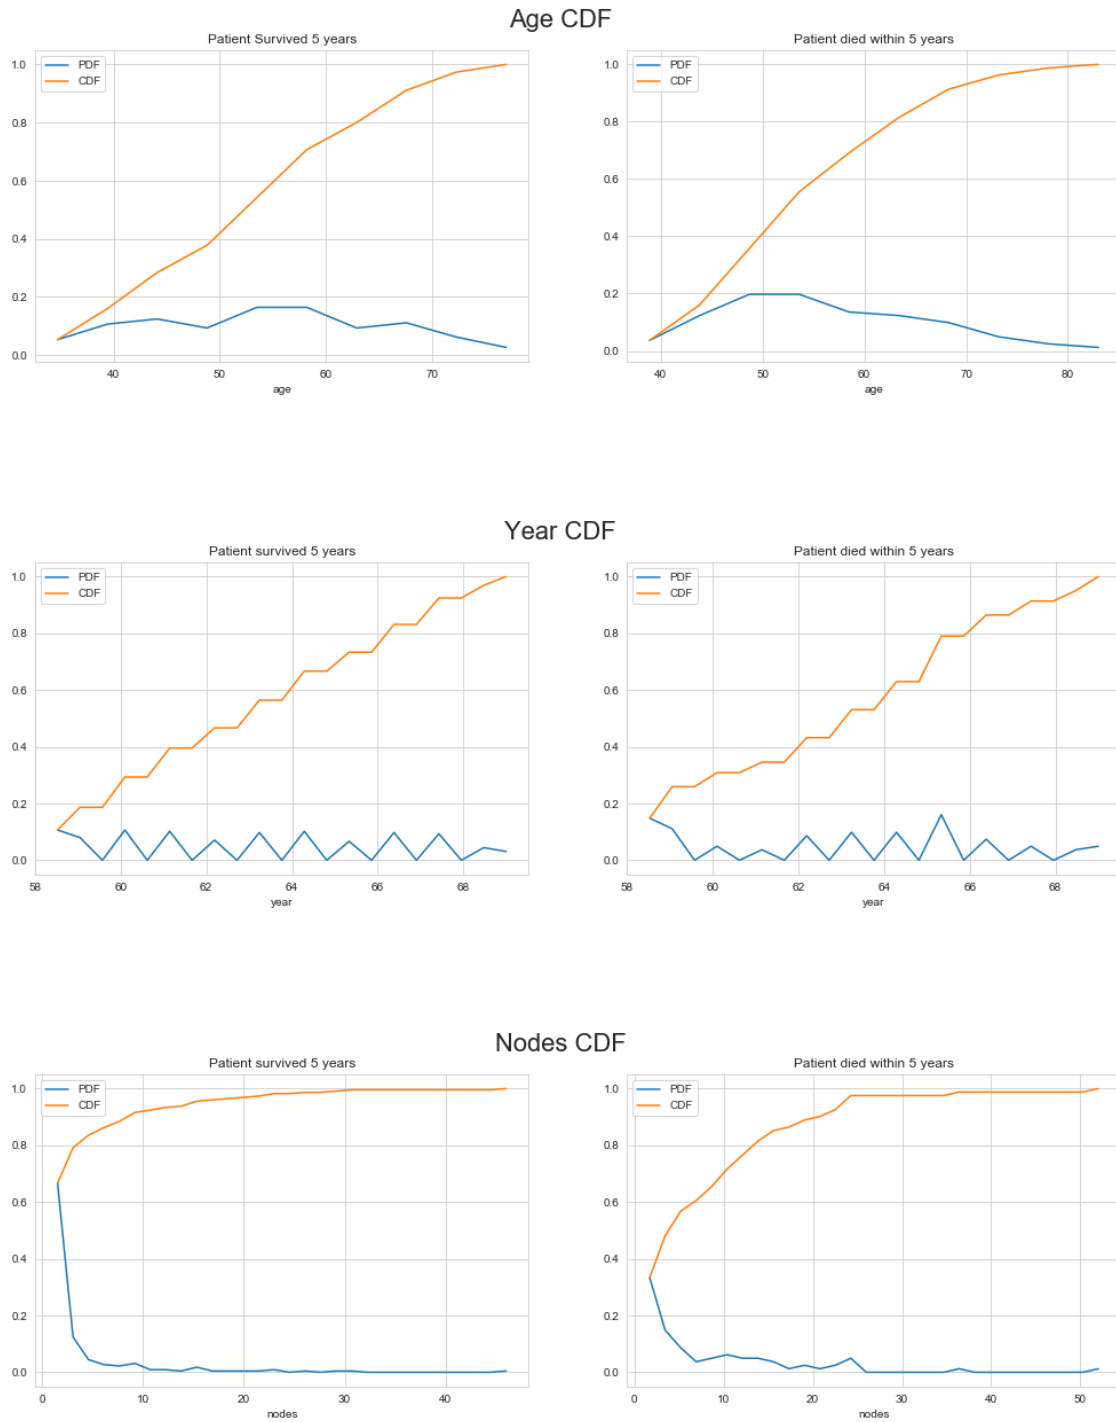 Age CDF
Patient Survived 5 years
PDF
CDF
1.0
0.8
0.6
0.4
0.2
0.0
40 50 60 70
age
Patient died within 5 years
PDF
CDF
1.0
0.8
0.6
0.4
0.2
0.0
40 50 60 70 80
age
Year CDF
Patient survived 5 years
PDF
CDF
1.0
0.8
0.6
0.4
0.2
0.0
58 60 62 64 66 68
year
Patient died within 5 years
PDF
CDF
1.0
0.8
0.6
0.4
0.2
0.0
58 60 62 64 66 68
year
Nodes CDF
Patient survived 5 years
PDF
CDF
1.0
0.8
0.6
0.4
0.2
0.0
0 10 20 30 40
nodes
Patient died within 5 years
PDF
CDF
1.0
0.8
0.6
0.4
0.2
0.0
0 10 20 30 40 50
nodes